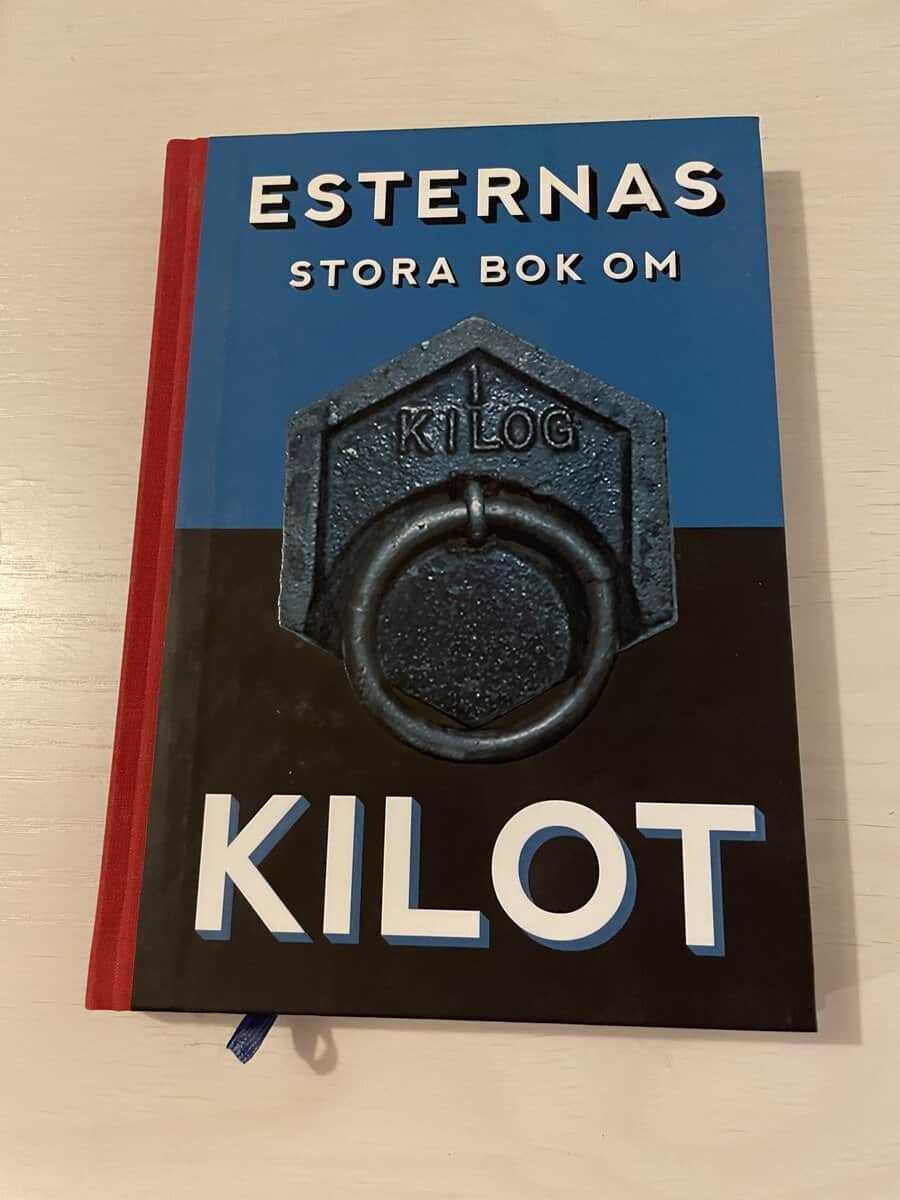 ESTERNAS
STORA BOK OM
1
KILOG
KILOT